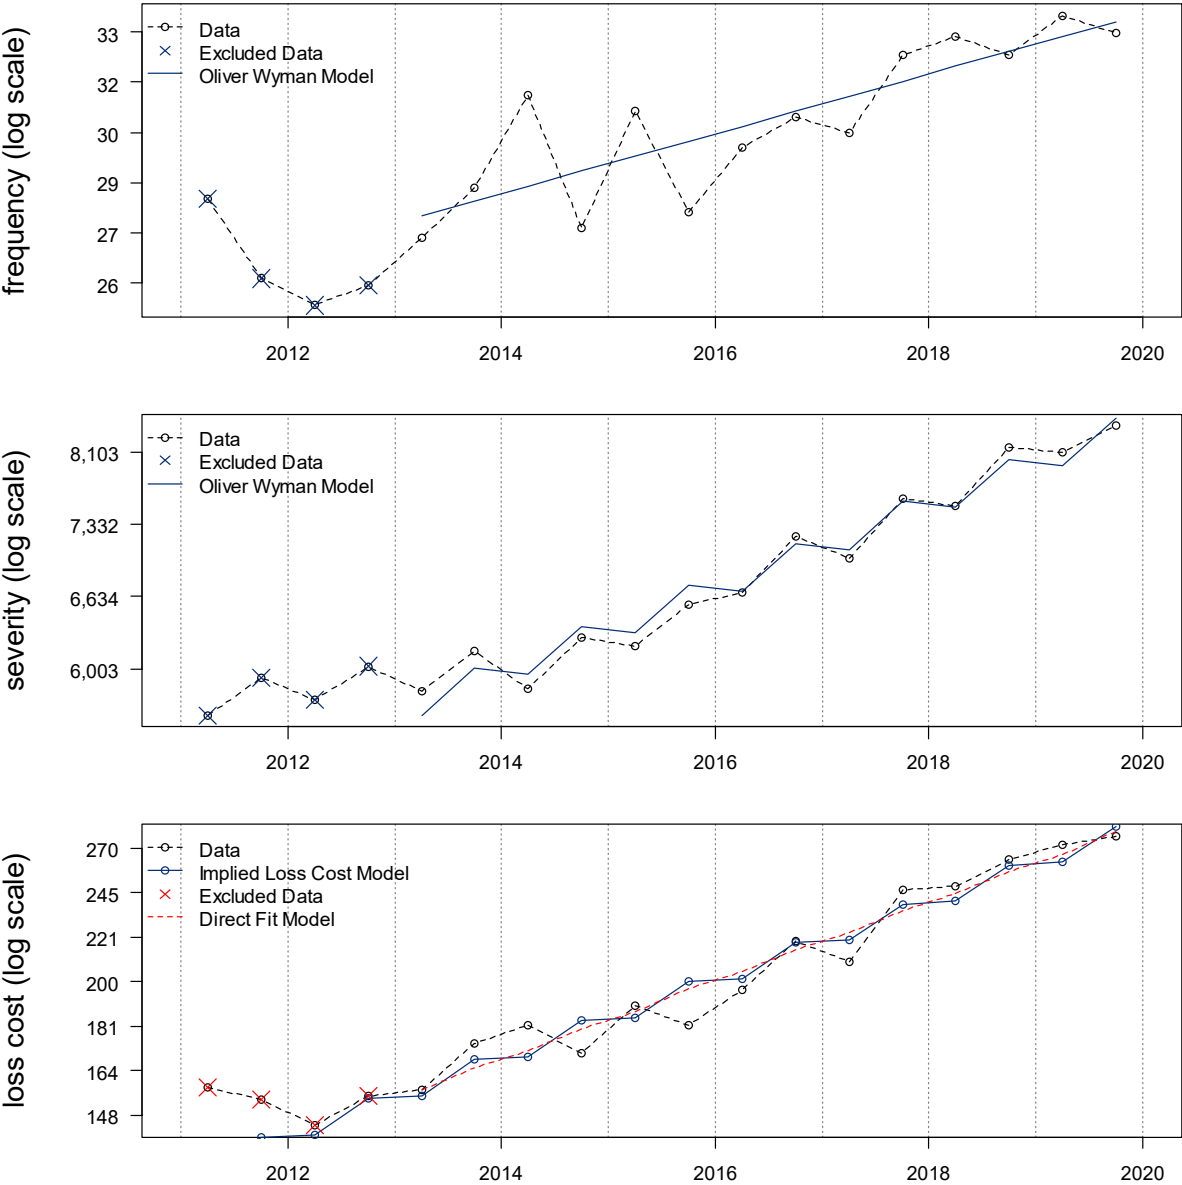 frequency (log scale)
33
32
30
29
27
26
Data
Excluded Data
Oliver Wyman Model
2012
2014
2016
2018
2020
severity (log scale)
8,103
7,332
6,634
6,003
Data
Excluded Data
Oliver Wyman Model
2012
2014
2016
2018
2020
loss cost (log scale)
270
245
221
200
181
164
148
Data
Implied Loss Cost Model
Excluded Data
Direct Fit Model
2012
2014
2016
2018
2020